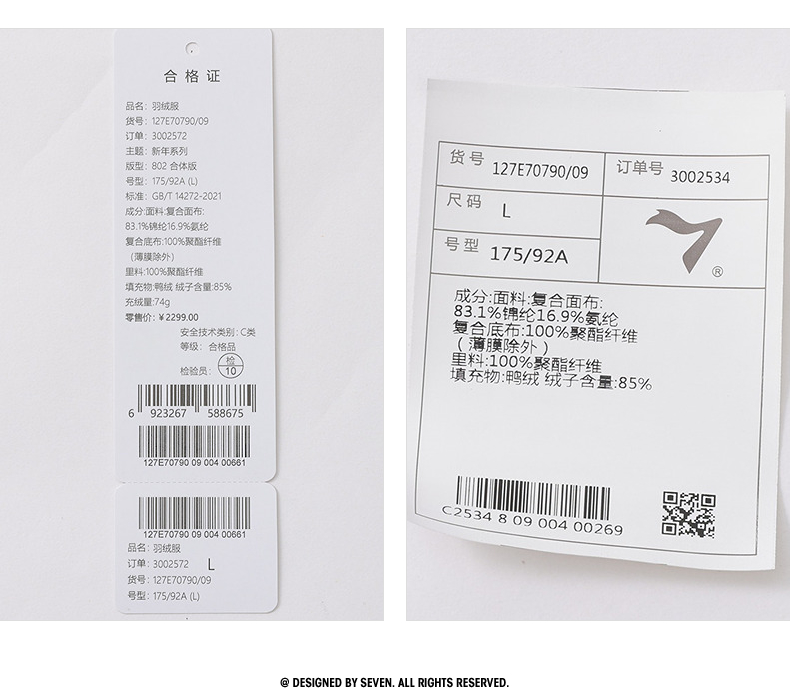 合格证
品名: 羽绒服
货号: 127E70790/09
订单: 3002572
主题: 新年系列
版型: 802 合体版
号型: 175/92A (L)
标准: GB/T 14272-2021
成分:面料:复合面布:
83.1%锦纶16.9%氨纶
复合底布:100%聚酯纤维
(薄膜除外)
里料:100%聚酯纤维
填充物:鸭绒 绒子含量:85%
充绒量:74g
零售价: ¥2299.00
安全技术类别: C类
等级: 合格品
检验员: 检 10
6 923267 588675
127E70790 09 004 00661
127E70790 09 004 00661
品名: 羽绒服
订单: 3002572 L
货号: 127E70790/09
号型: 175/92A (L)
货号 127E70790/09 订单号 3002534
尺码 L
号型 175/92A
®
成分:面料:复合面布:
83.1%锦纶16.9%氨纶
复合底布:100%聚酯纤维
(薄膜除外)
里料:100%聚酯纤维
填充物:鸭绒 绒子含量:85%
C2534 8 09 004 00269
@ DESIGNED BY SEVEN. ALL RIGHTS RESERVED.